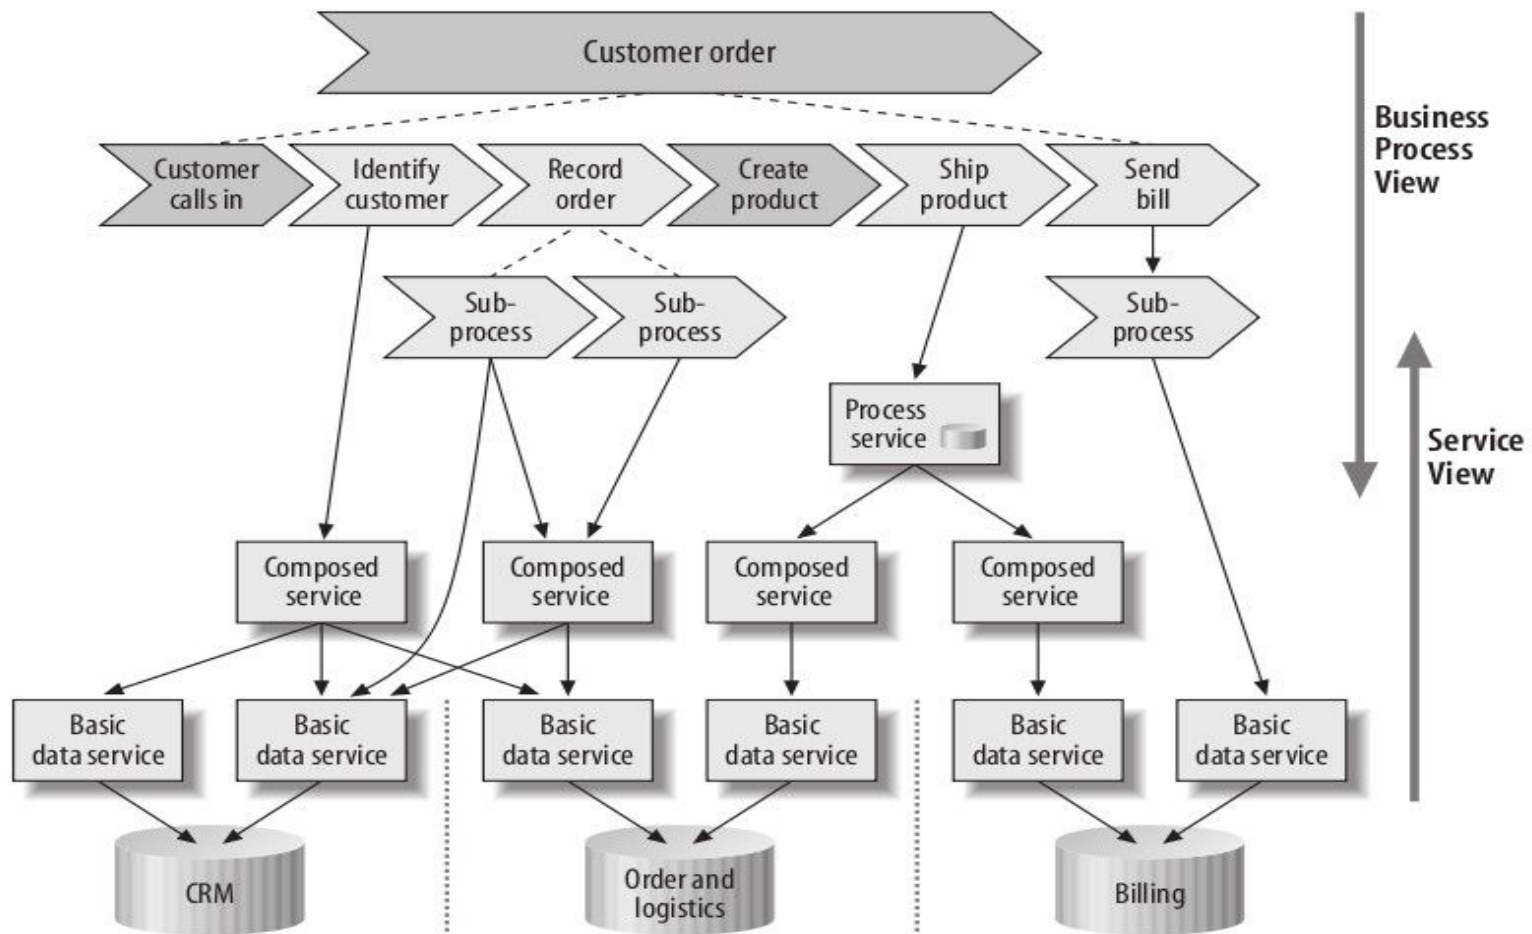 Customer order
Business
Process
View
Customer
calls in
Identify
customer
Record
order
Create
product
Ship
product
Send
bill
Sub-
process
Sub-
process
Sub-
process
Process
service
Service
View
Composed
service
Composed
service
Composed
service
Composed
service
Basic
data service
Basic
data service
Basic
data service
Basic
data service
Basic
data service
Basic
data service
CRM
Order and
logistics
Billing